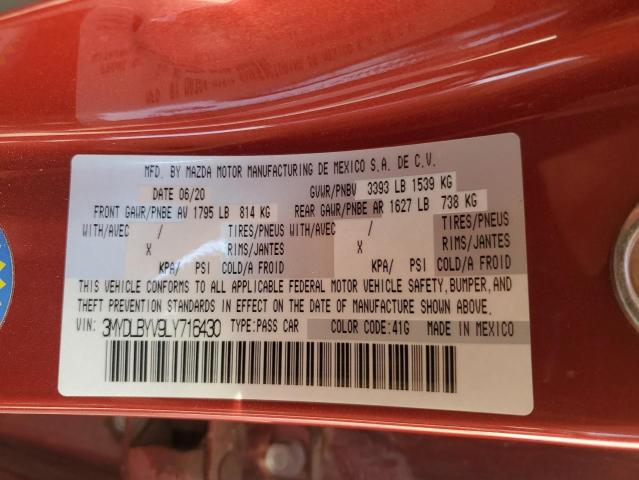 MFD. BY MAZDA MOTOR MANUFACTURING DE MEXICO S.A. DE C.V.
DATE 06/20 GVWR/PNBV 3393 LB 1539 KG
FRONT GAWR/PNBE AV 1795 LB 814 KG REAR GAWR/PNBE AR 1627 LB 738 KG
WITH/AVEC / TIRES/PNEUS WITH/AVEC / TIRES/PNEUS
X RIMS/JANTES X RIMS/JANTES
KPA/ PSI COLD/A FROID KPA/ PSI COLD/A FROID
THIS VEHICLE CONFORMS TO ALL APPLICABLE FEDERAL MOTOR VEHICLE SAFETY, BUMPER, AND
THEFT PREVENTION STANDARDS IN EFFECT ON THE DATE OF MANUFACTURE SHOWN ABOVE.
VIN: 3MVDLBYV9LY716430 TYPE:PASS CAR COLOR CODE:41G MADE IN MEXICO